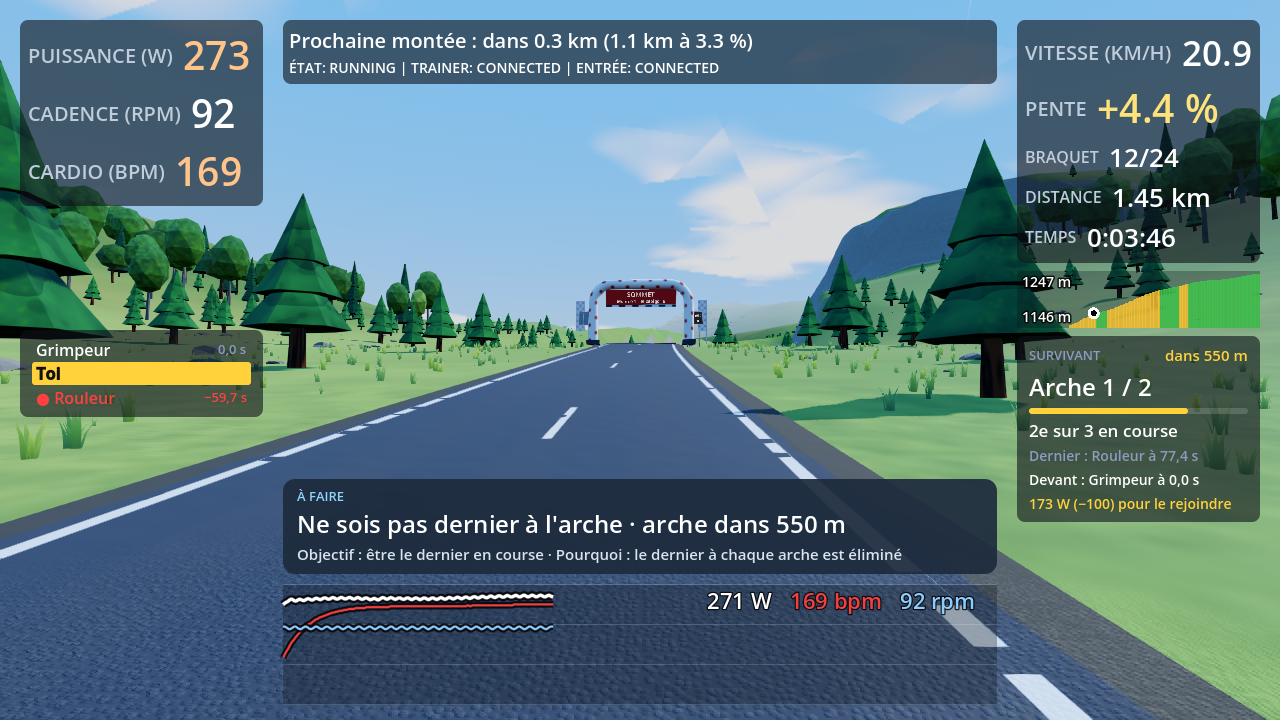 PUISSANCE (W) 273
CADENCE (RPM) 92
CARDIO (BPM) 169
Prochaine montée : dans 0.3 km (1.1 km à 3.3 %)
ÉTAT: RUNNING | TRAINER: CONNECTED | ENTRÉE: CONNECTED
VITESSE (KM/H) 20.9
PENTE +4.4 %
BRAQUET 12/24
DISTANCE 1.45 km
TEMPS 0:03:46
1247 m
1146 m
SOMMET
Grimpeur 0,0 s
Toi
Rouleur −59,7 s
SURVIVANT dans 550 m
Arche 1 / 2
2e sur 3 en course
Dernier : Rouleur à 77,4 s
Devant : Grimpeur à 0,0 s
173 W (−100) pour le rejoindre
À FAIRE
Ne sois pas dernier à l'arche · arche dans 550 m
Objectif : être le dernier en course · Pourquoi : le dernier à chaque arche est éliminé
271 W 169 bpm 92 rpm